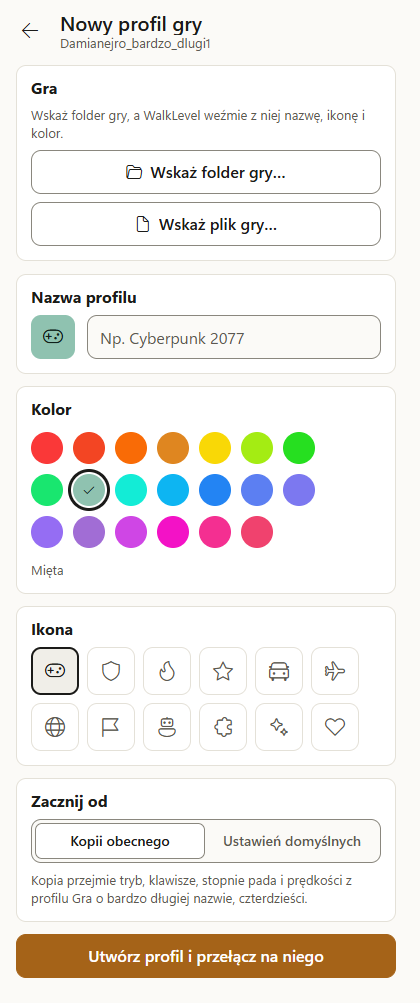 Nowy profil gry
Damianejro_bardzo_dlugi1
Gra
Wskaż folder gry, a WalkLevel weźmie z niej nazwę, ikonę i
kolor.
Wskaż folder gry...
Wskaż plik gry...
Nazwa profilu
Np. Cyberpunk 2077
Kolor
Mięta
Ikona
Zacznij od
Kopii obecnego
Ustawień domyślnych
Kopia przejmie tryb, klawisze, stopnie pada i prędkości z
profilu Gra o bardzo długiej nazwie, czterdzieści.
Utwórz profil i przełącz na niego